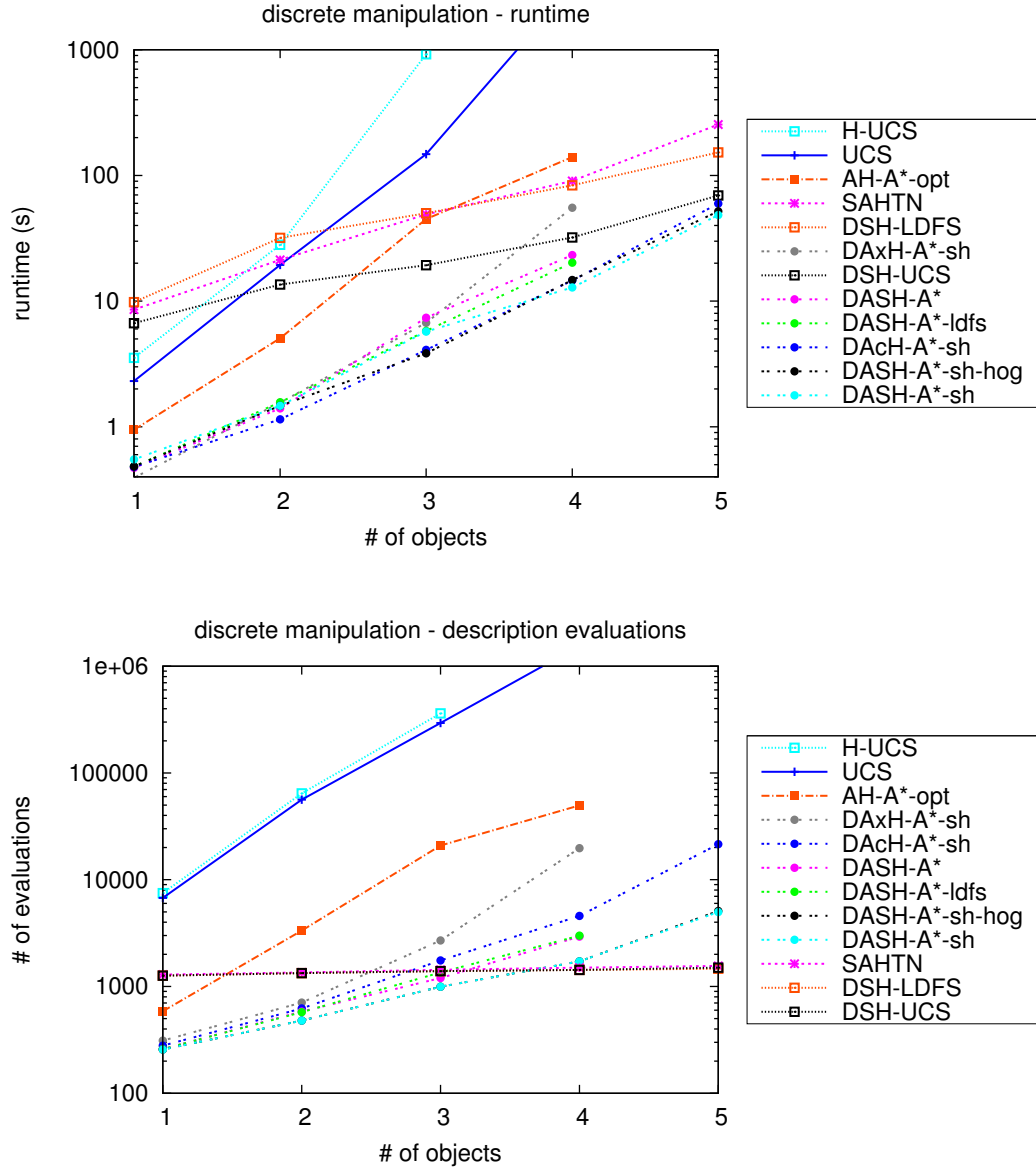 discrete manipulation - runtime
1000
100
10
1
runtime (s)
1 2 3 4 5
# of objects
H-UCS
UCS
AH-A*-opt
SAHTN
DSH-LDFS
DAxH-A*-sh
DSH-UCS
DASH-A*
DASH-A*-ldfs
DAcH-A*-sh
DASH-A*-sh-hog
DASH-A*-sh
discrete manipulation - description evaluations
1e+06
100000
10000
1000
100
# of evaluations
1 2 3 4 5
# of objects
H-UCS
UCS
AH-A*-opt
DAxH-A*-sh
DAcH-A*-sh
DASH-A*
DASH-A*-ldfs
DASH-A*-sh-hog
DASH-A*-sh
SAHTN
DSH-LDFS
DSH-UCS